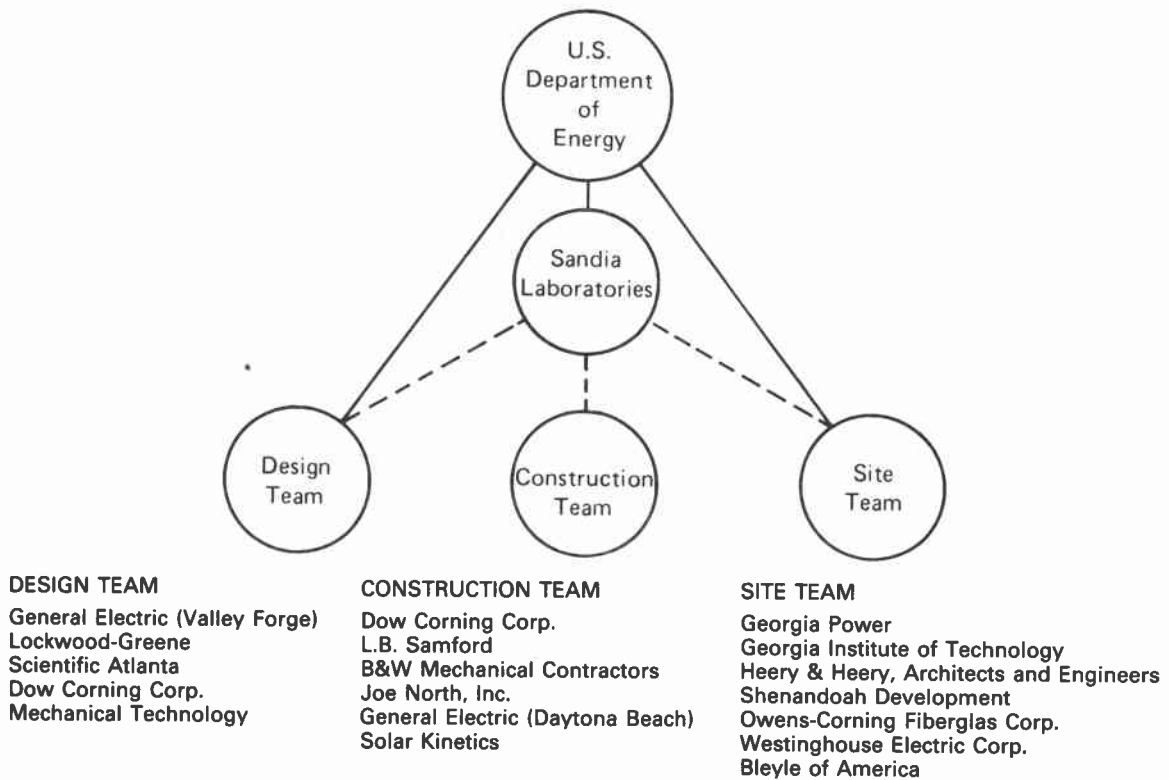 U.S.
Department
of
Energy
Sandia
Laboratories
Design
Team
Construction
Team
Site
Team
DESIGN TEAM
General Electric (Valley Forge)
Lockwood-Greene
Scientific Atlanta
Dow Corning Corp.
Mechanical Technology
CONSTRUCTION TEAM
Dow Corning Corp.
L.B. Samford
B&W Mechanical Contractors
Joe North, Inc.
General Electric (Daytona Beach)
Solar Kinetics
SITE TEAM
Georgia Power
Georgia Institute of Technology
Heery & Heery, Architects and Engineers
Shenandoah Development
Owens-Corning Fiberglas Corp.
Westinghouse Electric Corp.
Bleyle of America